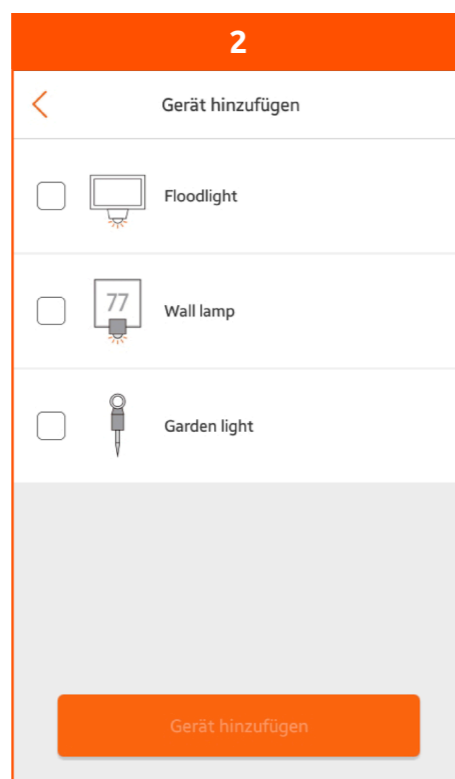 2
Gerät hinzufügen
Floodlight
77
Wall lamp
Garden light
Gerät hinzufügen